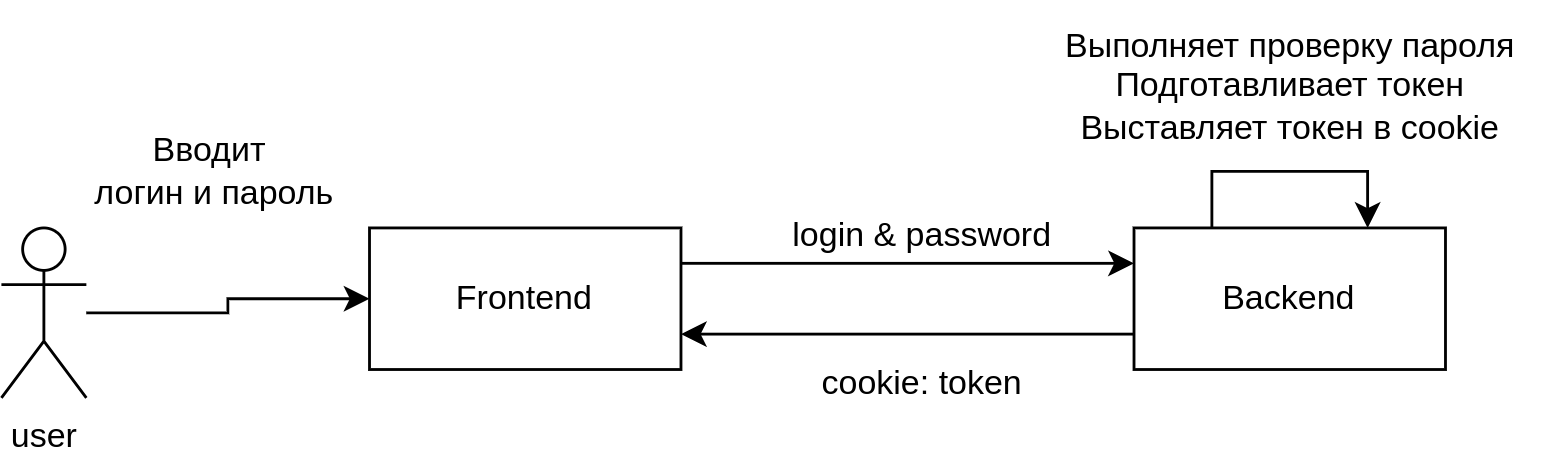 Выполняет проверку пароля
Подготавливает токен
Выставляет токен в cookie
Вводит
логин и пароль
login & password
Frontend
Backend
cookie: token
user